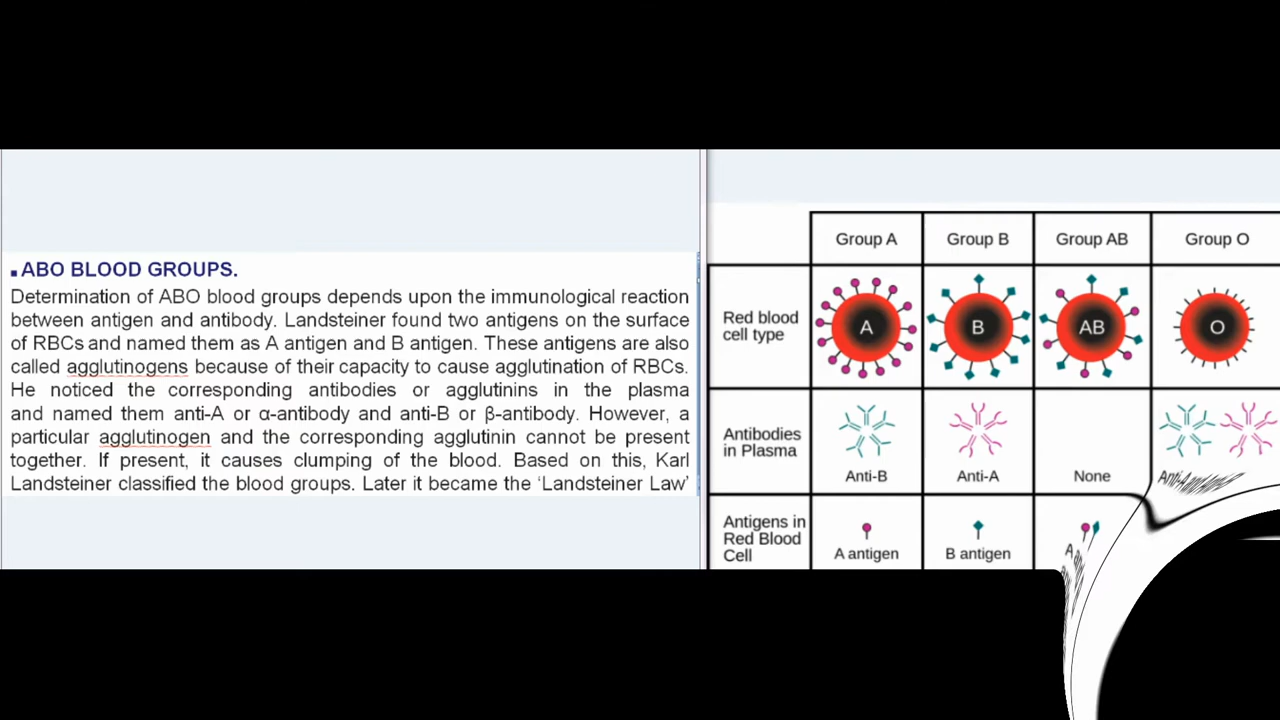 ▪ ABO BLOOD GROUPS.
Determination of ABO blood groups depends upon the immunological reaction
between antigen and antibody. Landsteiner found two antigens on the surface
of RBCs and named them as A antigen and B antigen. These antigens are also
called agglutinogens because of their capacity to cause agglutination of RBCs.
He noticed the corresponding antibodies or agglutinins in the plasma
and named them anti-A or α-antibody and anti-B or β-antibody. However, a
particular agglutinogen and the corresponding agglutinin cannot be present
together. If present, it causes clumping of the blood. Based on this, Karl
Landsteiner classified the blood groups. Later it became the ‘Landsteiner Law’
Group A Group B Group AB Group O
Red blood
cell type
A B AB O
Antibodies
in Plasma
Anti-B Anti-A None
Antigens in
Red Blood
Cell
A antigen B antigen A